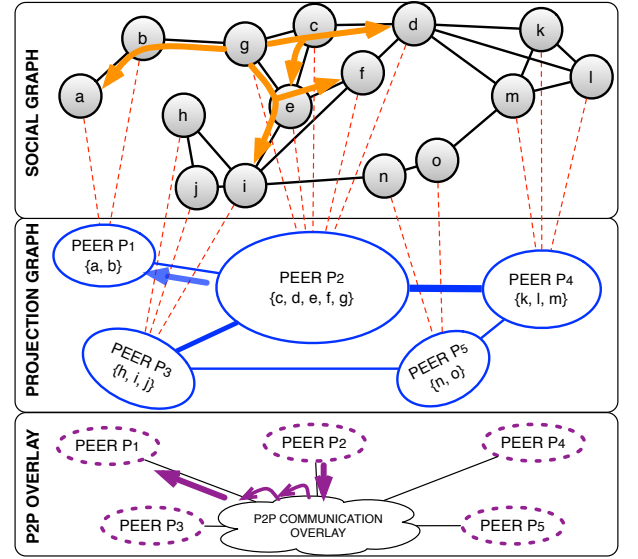 SOCIAL GRAPH
a
b
g
c
d
k
l
f
e
h
m
j
i
n
o
PROJECTION GRAPH
PEER P1
{a, b}
PEER P2
{c, d, e, f, g}
PEER P4
{k, l, m}
PEER P3
{h, i, j}
PEER P5
{n, o}
P2P OVERLAY
PEER P1
PEER P2
PEER P4
PEER P3
P2P COMMUNICATION
OVERLAY
PEER P5